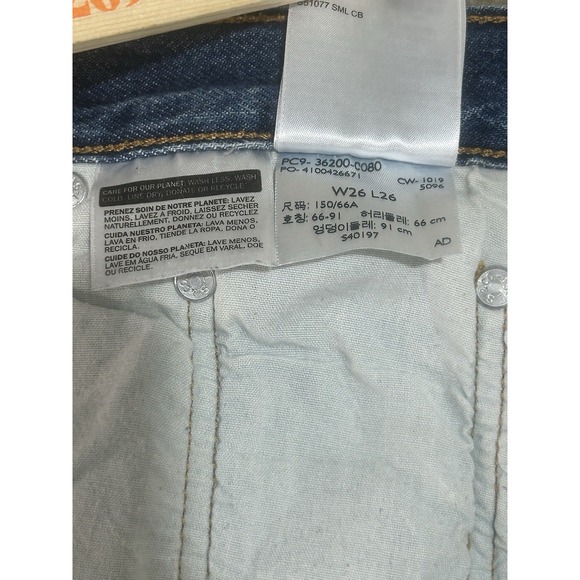 S51077 SML CB
PC9- 36200-0080
PO- 4100426671
CW- 1019
5096
W26 L26
尺码: 150/66A
호칭: 66-91 허리둘레: 66 cm
엉덩이둘레: 91 cm
S40197
AD
CARE FOR OUR PLANET: WASH LESS, WASH
COLD, LINE DRY, DONATE OR RECYCLE
PRENEZ SOIN DE NOTRE PLANETE: LAVEZ
MOINS, LAVEZ À FROID, LAISSEZ SÉCHER
NATURELLEMENT, DONNEZ OU RECYCLEZ
CUIDA NUESTRO PLANETA: LAVA MENOS,
LAVA EN FRÍO, TIENDE LA ROPA, DONA
O RECICLA
CUIDE DO NOSSO PLANETA: LAVE MENOS,
LAVE EM ÁGUA FRIA, SEQUE EM VARAL, DOE
OU RECICLE.